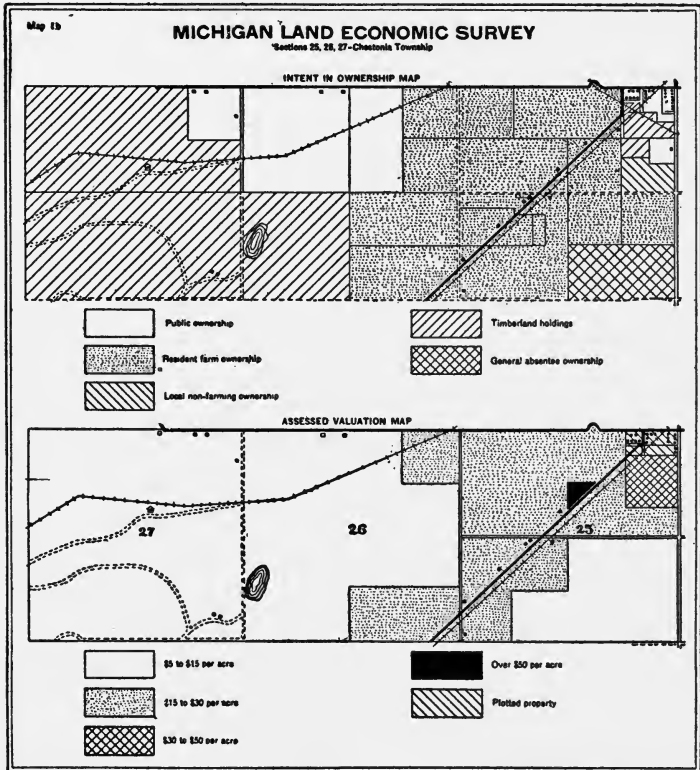 Map 1b
MICHIGAN LAND ECONOMIC SURVEY
Sections 25, 26, 27-Chestonia Township
INTENT IN OWNERSHIP MAP
Public ownership
Timberland holdings
Resident farm ownership
General absentee ownership
Local non-farming ownership
ASSESSED VALUATION MAP
27
26
25
$5 to $15 per acre
Over $50 per acre
$15 to $30 per acre
Plotted property
$30 to $50 per acre